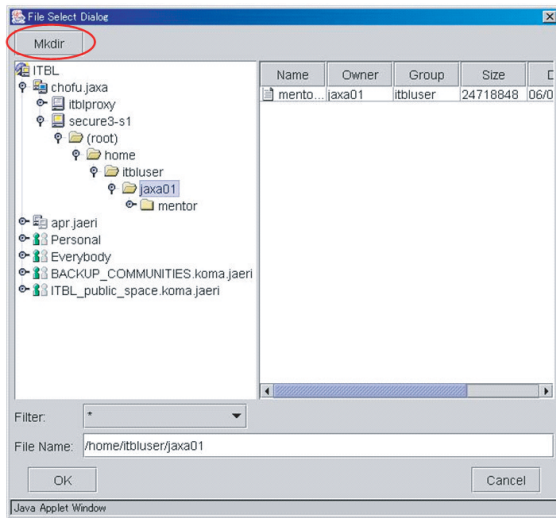 File Select Dialog
Mkdir
ITBL
chofu.jaxa
itblproxy
secure3-s1
(root)
home
itbluser
jaxa01
mentor
apr.jaeri
Personal
Everybody
BACKUP_COMMUNITIES.koma.jaeri
ITBL_public_space.koma.jaeri
Name Owner Group Size D
mento... jaxa01 itbluser 24718848 06/0
Filter: *
File Name: /home/itbluser/jaxa01
OK Cancel
Java Applet Window